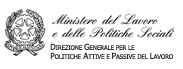 Ministero del Lavoro
e delle Politiche Sociali
DIREZIONE GENERALE PER LE
POLITICHE ATTIVE E PASSIVE DEL LAVORO